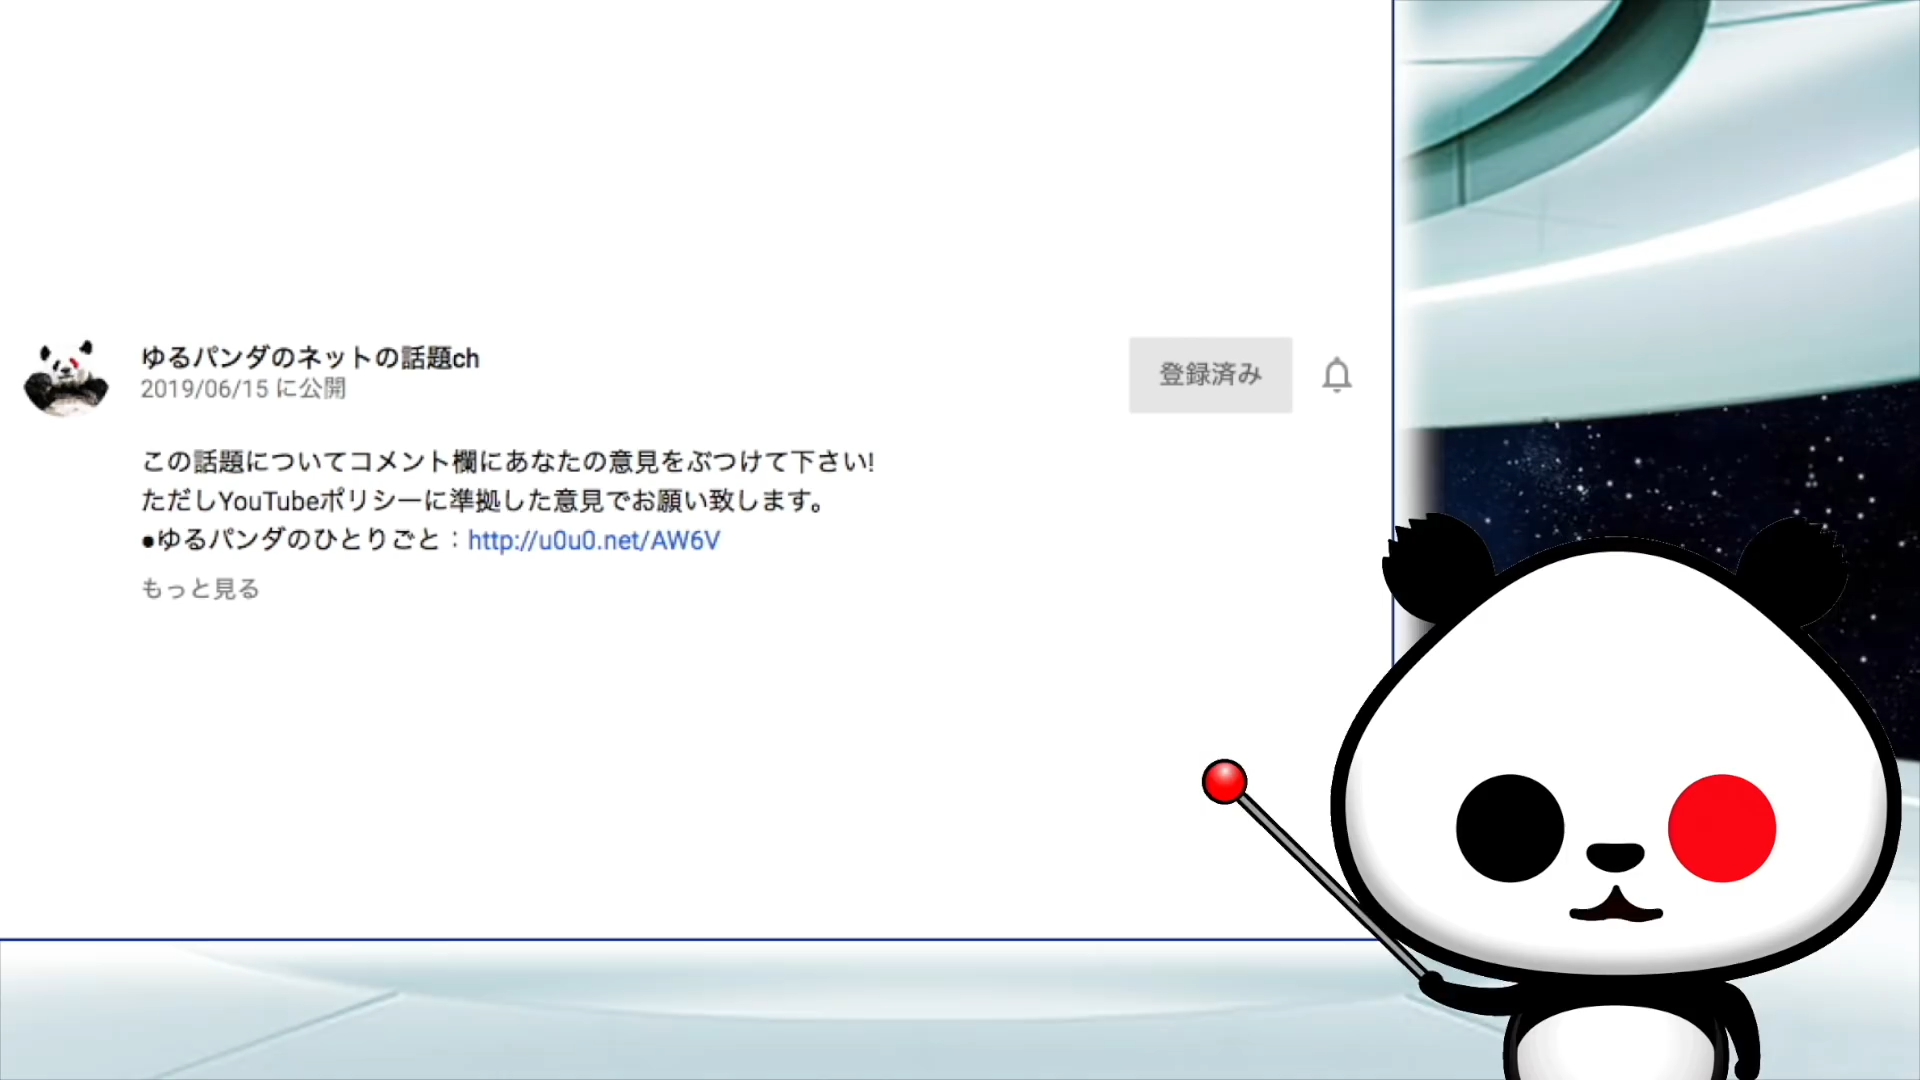 ゆるパンダのネットの話題ch
2019/06/15 に公開
登録済み
この話題についてコメント欄にあなたの意見をぶつけて下さい!
ただしYouTubeポリシーに準拠した意見でお願い致します。
●ゆるパンダのひとりごと：http://u0u0.net/AW6V
もっと見る